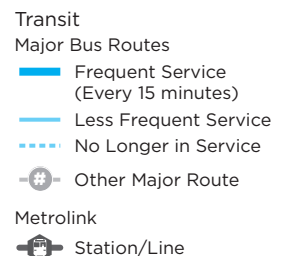 Transit
Major Bus Routes
Frequent Service
(Every 15 minutes)
Less Frequent Service
No Longer in Service
# Other Major Route
Metrolink
Station/Line